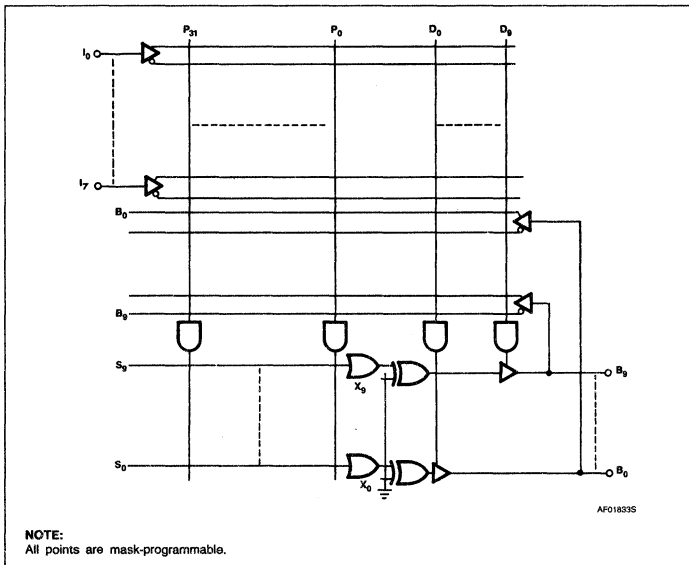 P31 P0 D0 D9
I0
I7
B0
B9
S9
X9
B9
S0
X0
B0
AF01833S
NOTE:
All points are mask-programmable.